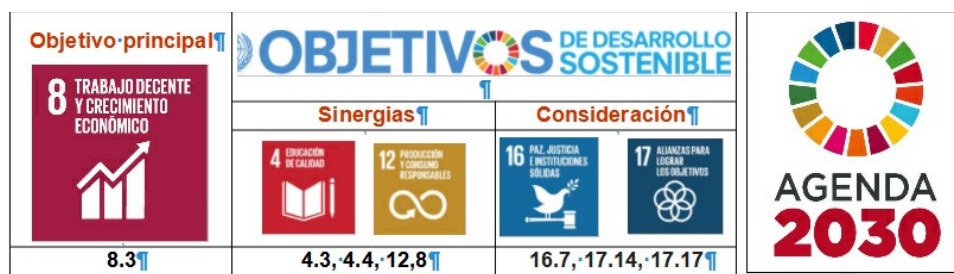 Objetivo·principal¶
8 TRABAJO DECENTE
Y CRECIMIENTO
ECONÓMICO
8.3¶
OBJETIVOS DE DESARROLLO
SOSTENIBLE
¶
Sinergias¶
Consideración¶
4 EDUCACIÓN
DE CALIDAD
12 PRODUCCIÓN
Y CONSUMO
RESPONSABLES
16 PAZ, JUSTICIA
E INSTITUCIONES
SÓLIDAS
17 ALIANZAS PARA
LOGRAR
LOS OBJETIVOS
4.3,·4.4,·12,8¶
16.7,·17.14,·17.17¶
AGENDA
2030